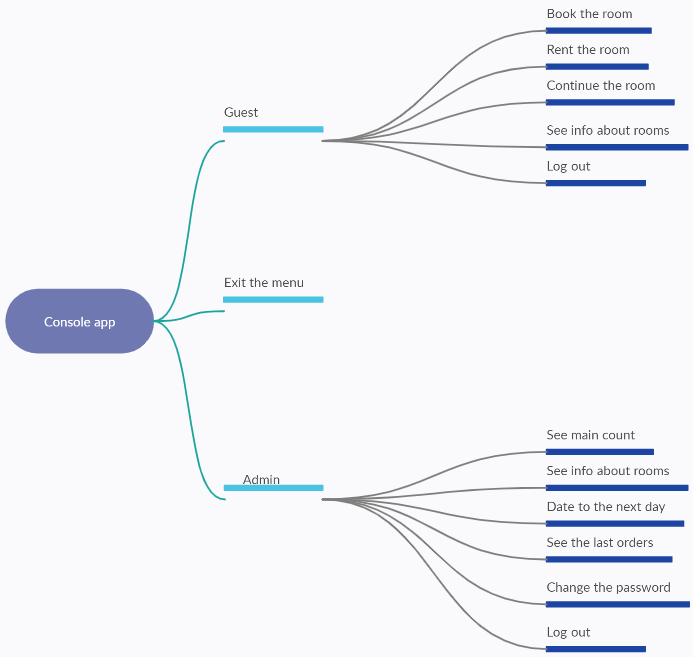 Console app
Guest
Book the room
Rent the room
Continue the room
See info about rooms
Log out
Exit the menu
Admin
See main count
See info about rooms
Date to the next day
See the last orders
Change the password
Log out